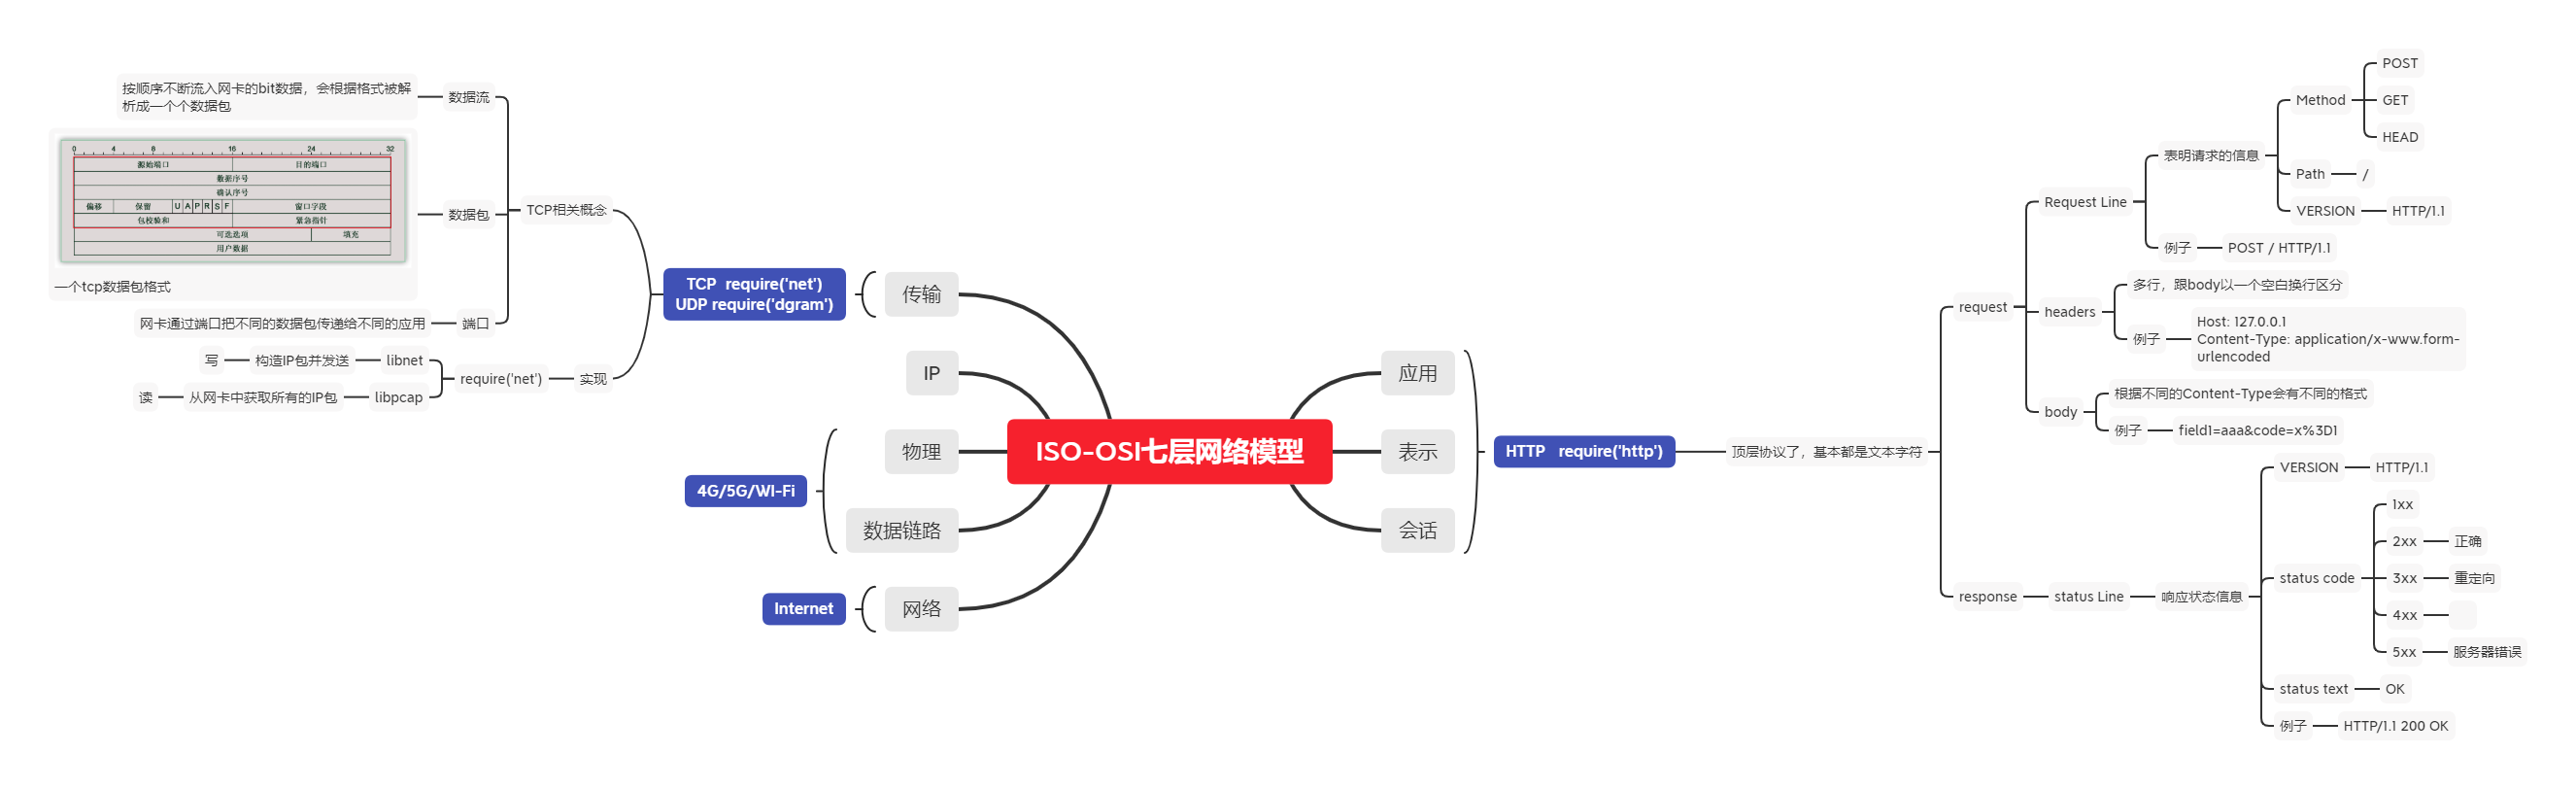 ISO-OSI七层网络模型
应用
表示
会话
HTTP require('http')
顶层协议了，基本都是文本字符
request
Request Line
表明请求的信息
Method
POST
GET
HEAD
Path
/
VERSION
HTTP/1.1
例子
POST / HTTP/1.1
headers
多行，跟body以一个空白换行区分
例子
Host: 127.0.0.1
Content-Type: application/x-www.form-
urlencoded
body
根据不同的Content-Type会有不同的格式
例子
field1=aaa&code=x%3D1
response
status Line
响应状态信息
VERSION
HTTP/1.1
status code
1xx
2xx
正确
3xx
重定向
4xx
5xx
服务器错误
status text
OK
例子
HTTP/1.1 200 OK
传输
TCP require('net')
UDP require('dgram')
TCP相关概念
数据流
按顺序不断流入网卡的bit数据，会根据格式被解
析成一个个数据包
数据包
0 4 8 16 24 32
源始端口 目的端口
数据序号
确认序号
偏移 保留 U A P R S F 窗口字段
包校验和 紧急指针
可选选项 填充
用户数据
一个tcp数据包格式
端口
网卡通过端口把不同的数据包传递给不同的应用
实现
require('net')
libnet
构造IP包并发送
写
libpcap
从网卡中获取所有的IP包
读
IP
物理
数据链路
4G/5G/WI-Fi
网络
Internet